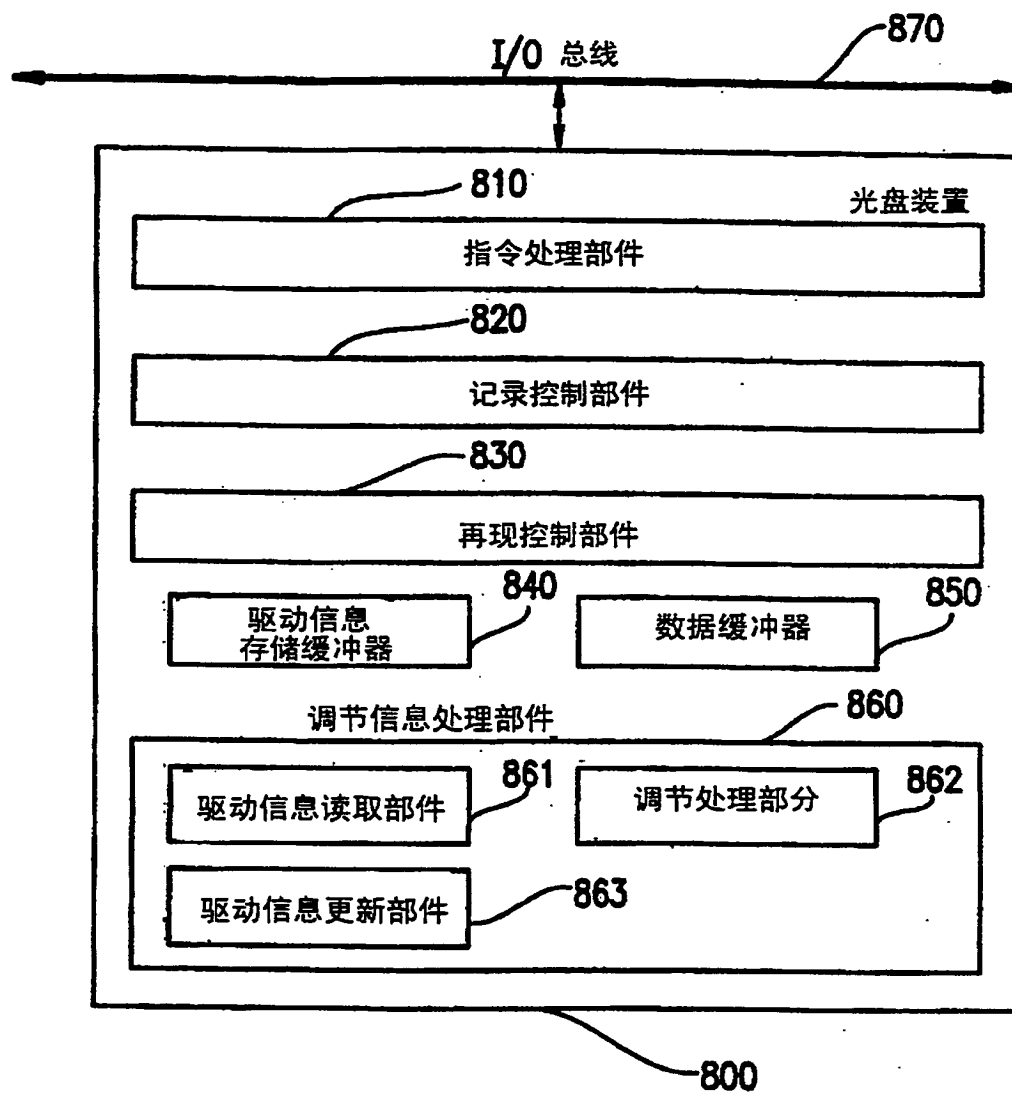 870
I/O 总线
810
光盘装置
指令处理部件
820
记录控制部件
830
再现控制部件
840
850
驱动信息
存储缓冲器
数据缓冲器
调节信息处理部件
860
861
862
驱动信息读取部件
调节处理部分
863
驱动信息更新部件
800